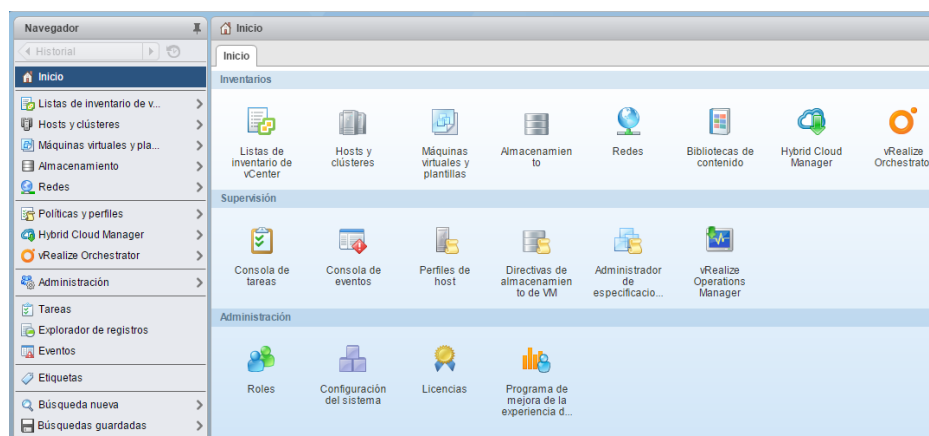 Navegador
Historial
Inicio
Listas de inventario de v...
Hosts y clústeres
Máquinas virtuales y pla...
Almacenamiento
Redes
Políticas y perfiles
Hybrid Cloud Manager
vRealize Orchestrator
Administración
Tareas
Explorador de registros
Eventos
Etiquetas
Búsqueda nueva
Búsquedas guardadas
Inicio
Inicio
Inventarios
Listas de
inventario de
vCenter
Hosts y
clústeres
Máquinas
virtuales y
plantillas
Almacenamien
to
Redes
Bibliotecas de
contenido
Hybrid Cloud
Manager
vRealize
Orchestrato
Supervisión
Consola de
tareas
Consola de
eventos
Perfiles de
host
Directivas de
almacenamien
to de VM
Administrador
de
especificacio...
vRealize
Operations
Manager
Administración
Roles
Configuración
del sistema
Licencias
Programa de
mejora de la
experiencia d...